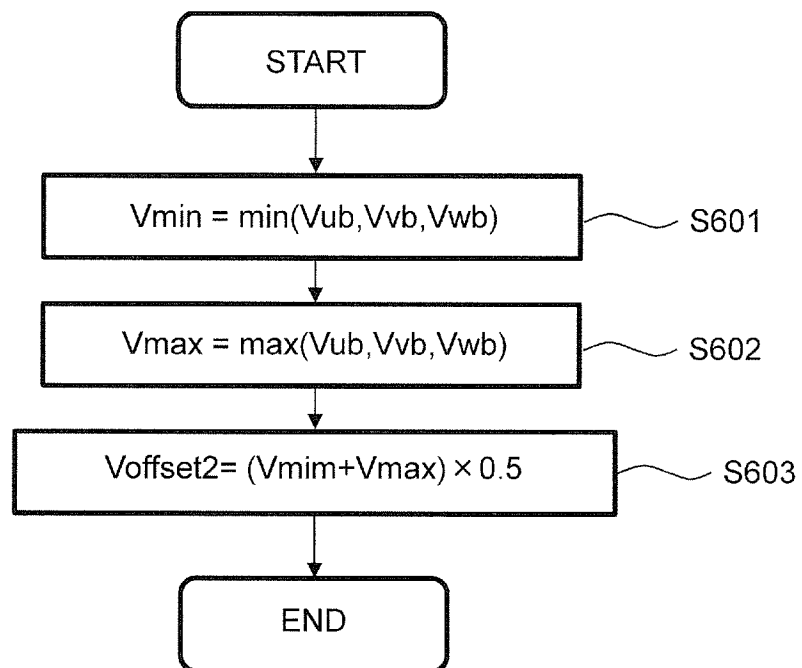 START
Vmin = min(Vub,Vvb,Vwb)
S601
Vmax = max(Vub,Vvb,Vwb)
S602
Voffset2= (Vmim+Vmax) × 0.5
S603
END